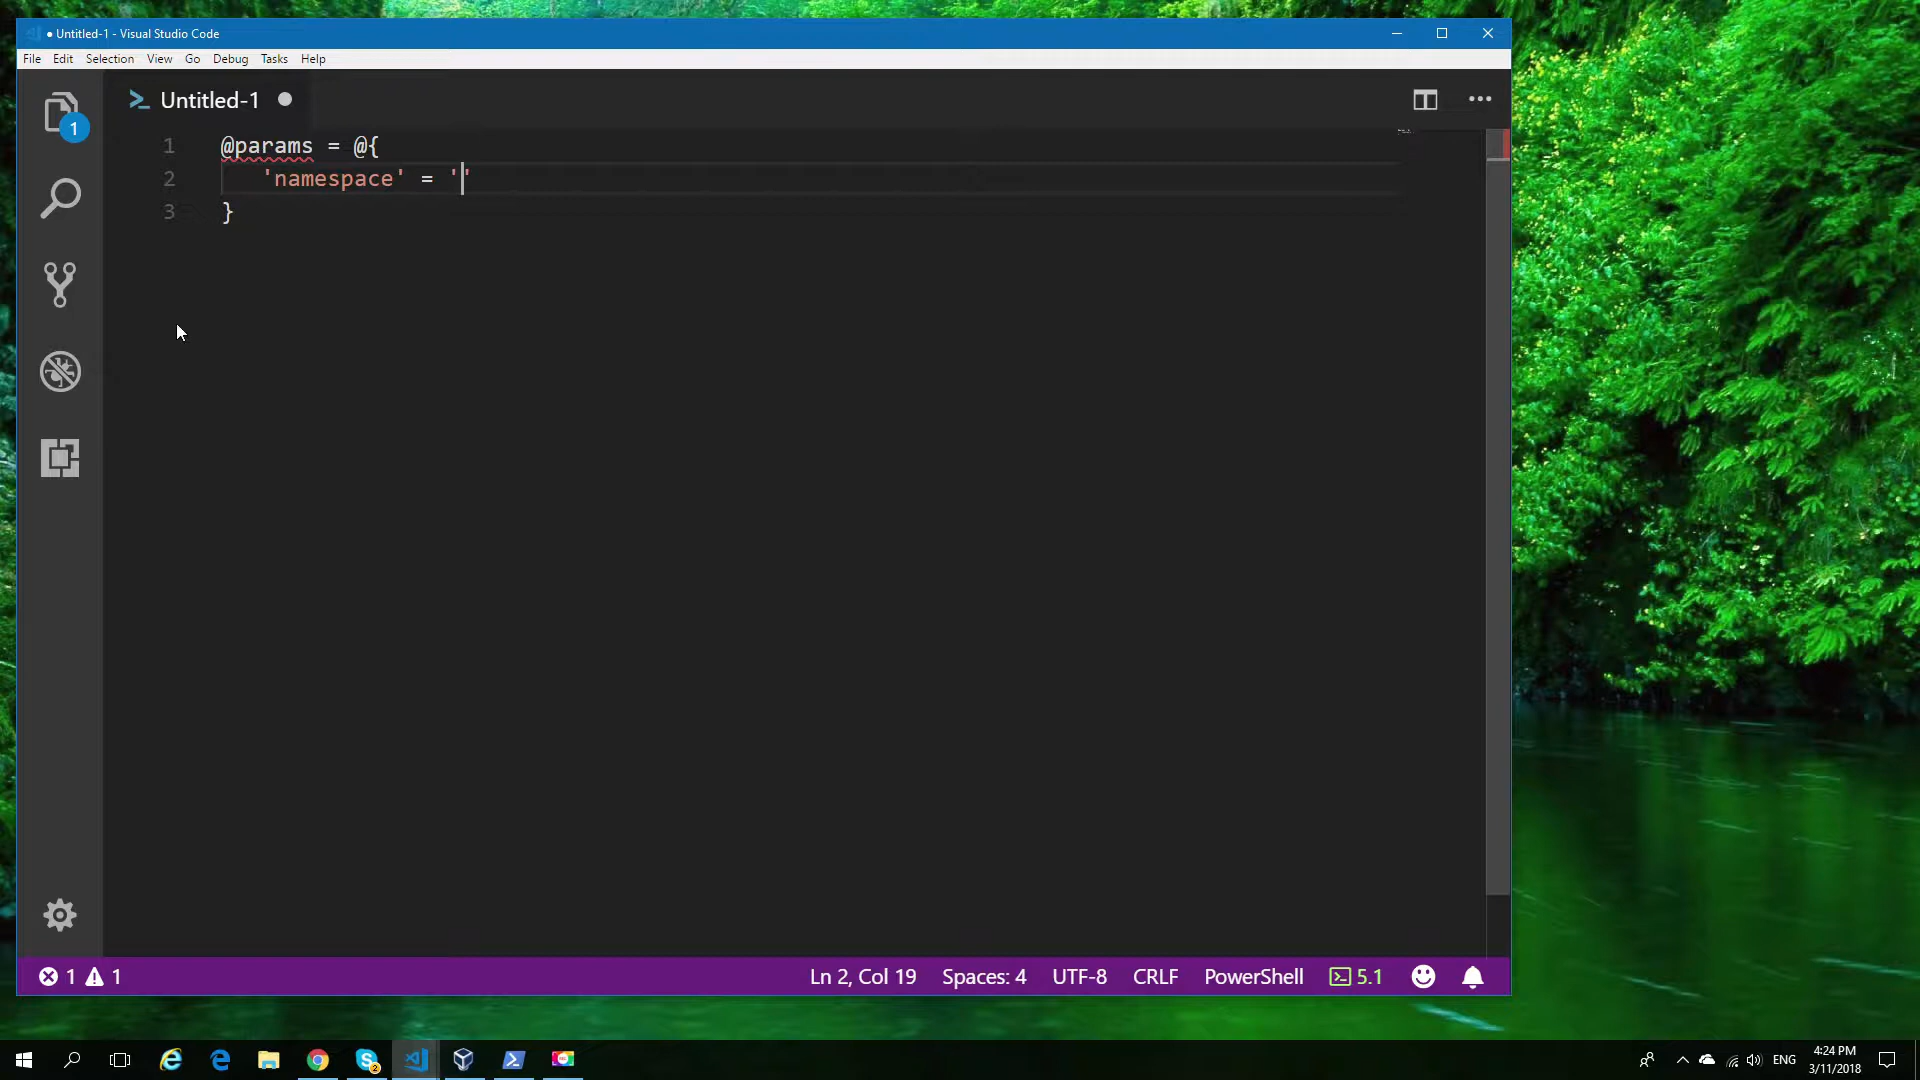 ● Untitled-1 - Visual Studio Code
File Edit Selection View Go Debug Tasks Help
Untitled-1
1
1 @params = @{
2 'namespace' = ''
3 }
1 1 Ln 2, Col 19 Spaces: 4 UTF-8 CRLF PowerShell 5.1
2
ENG
4:24 PM
3/11/2018